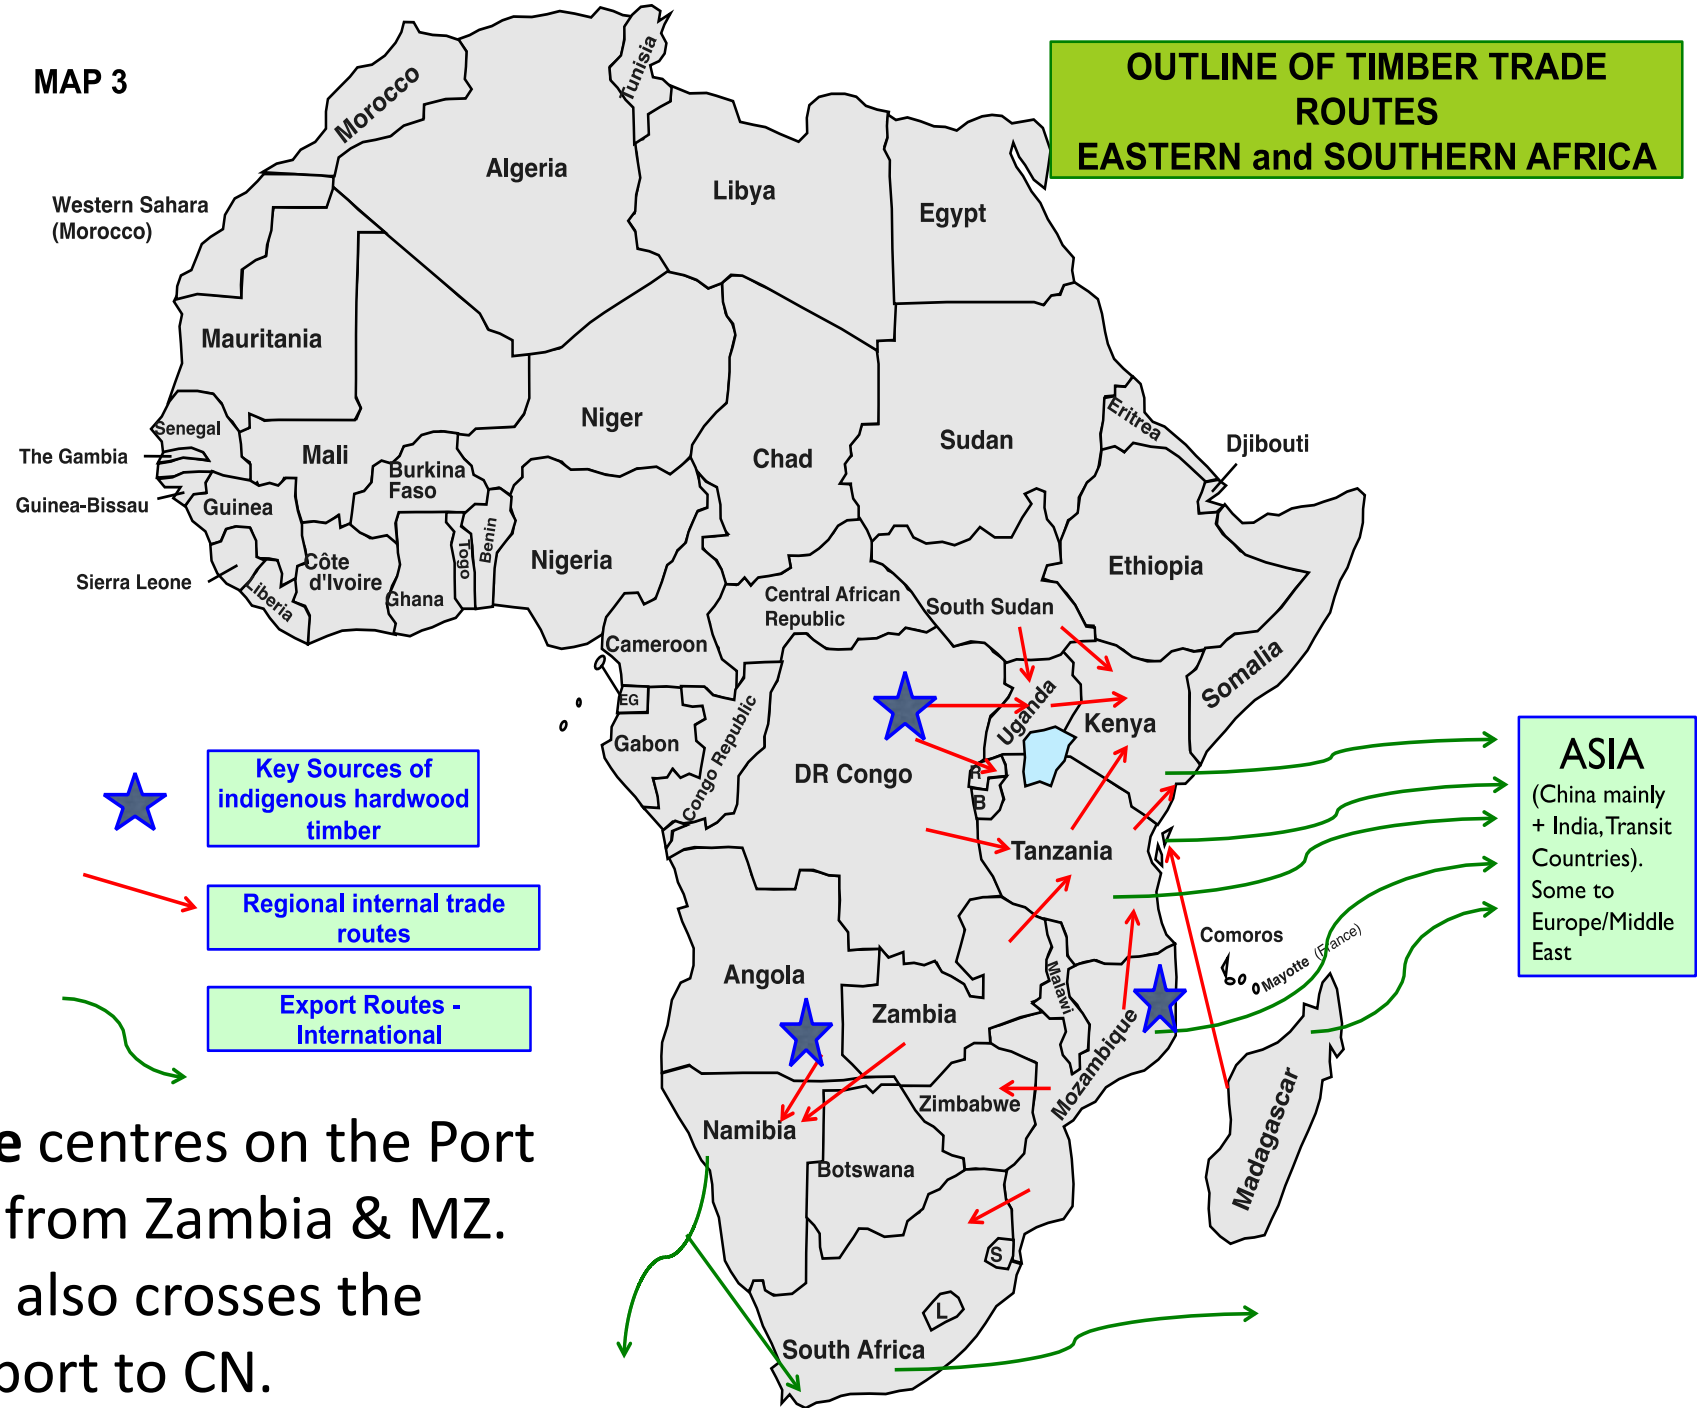 MAP 3
OUTLINE OF TIMBER TRADE
ROUTES
EASTERN and SOUTHERN AFRICA
Morocco
Tunisia
Algeria
Libya
Egypt
Western Sahara
(Morocco)
Mauritania
Mali
Niger
Chad
Sudan
Eritrea
Djibouti
Senegal
The Gambia
Guinea-Bissau
Guinea
Sierra Leone
Liberia
Côte
d'Ivoire
Burkina
Faso
Ghana
Togo
Benin
Nigeria
Cameroon
Central African
Republic
South Sudan
Ethiopia
Somalia
EG
Gabon
Congo Republic
DR Congo
Uganda
Kenya
R
B
Tanzania
Angola
Zambia
Malawi
Mozambique
Comoros
Mayotte (France)
Madagascar
Zimbabwe
Namibia
Botswana
S
L
South Africa
Key Sources of
indigenous hardwood
timber
Regional internal trade
routes
Export Routes -
International
ASIA
(China mainly
+ India, Transit
Countries).
Some to
Europe/Middle
East
e centres on the Port
from Zambia & MZ.
also crosses the
port to CN.